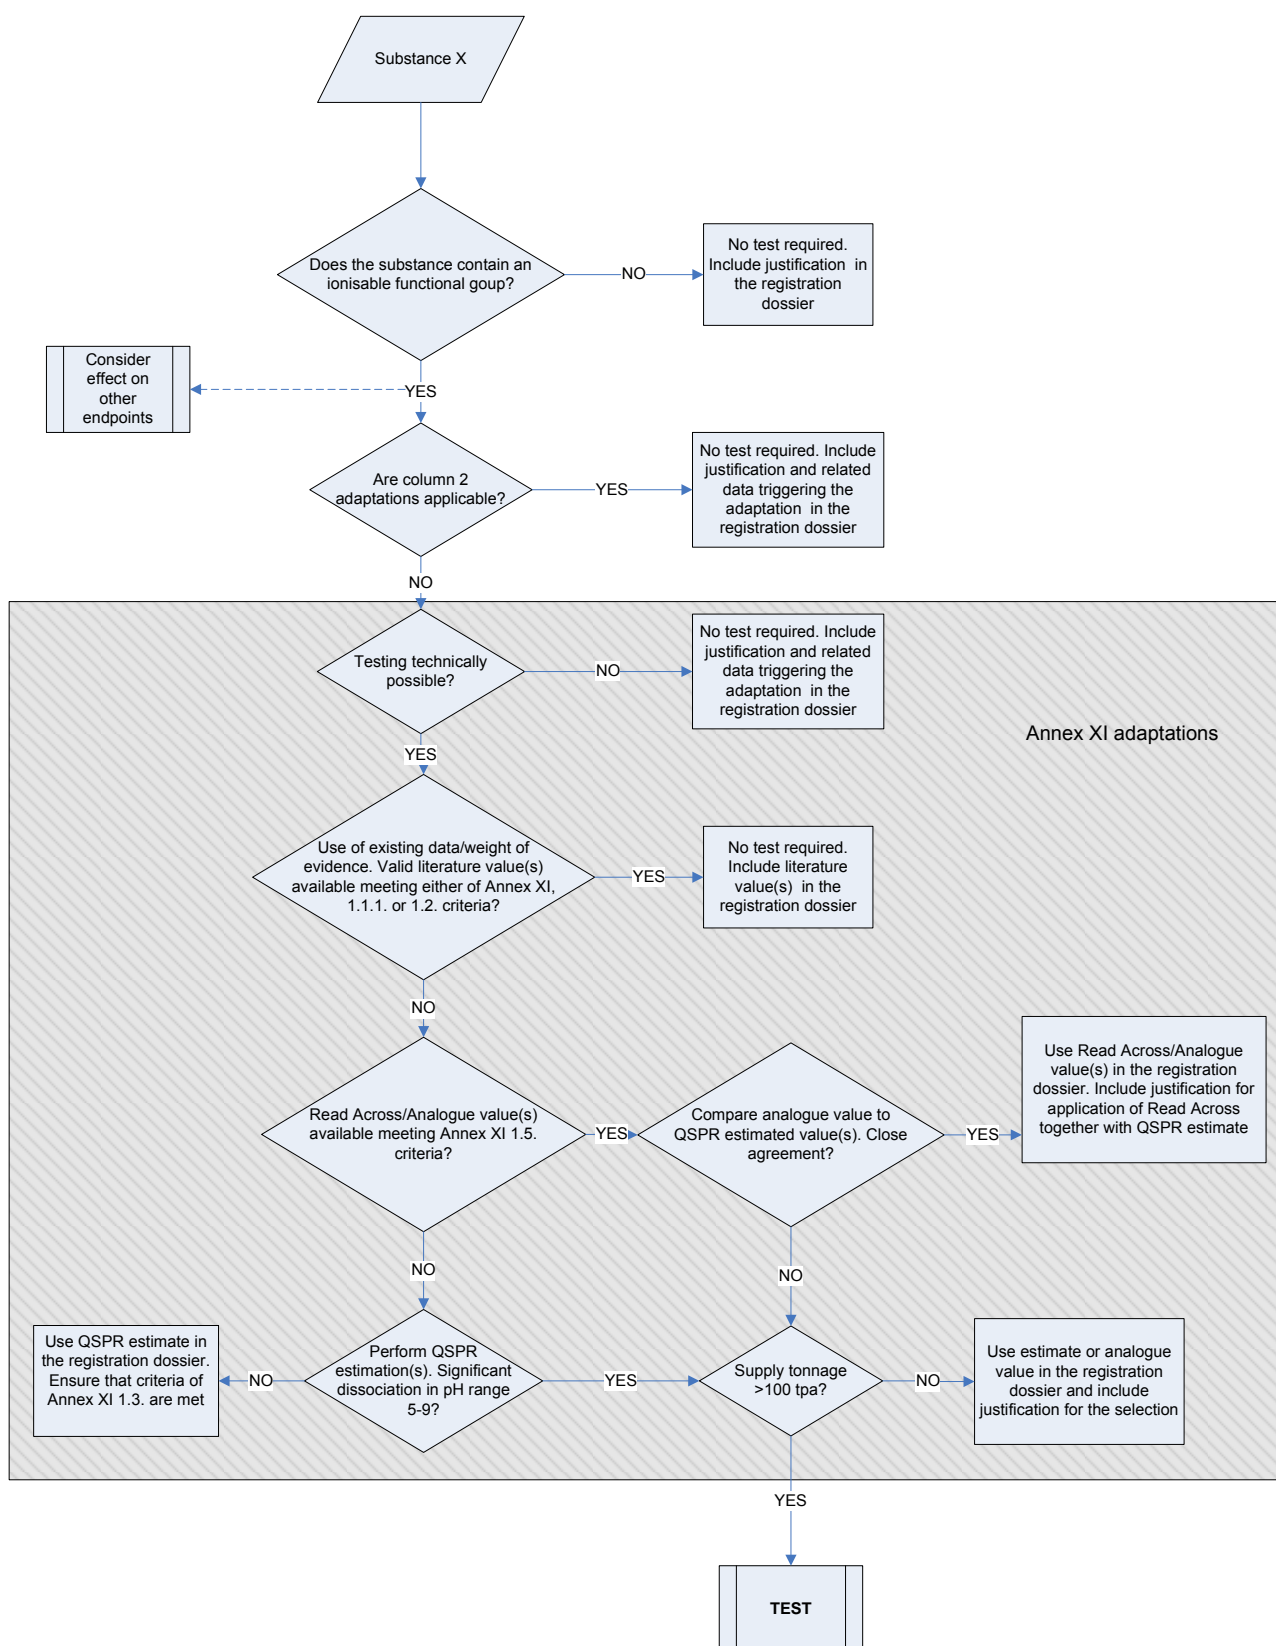 Substance X
Does the substance contain an
ionisable functional goup?
NO
No test required.
Include justification in
the registration
dossier
Consider
effect on
other
endpoints
YES
Are column 2
adaptations applicable?
YES
No test required. Include
justification and related
data triggering the
adaptation in the
registration dossier
NO
Testing technically
possible?
NO
No test required. Include
justification and related
data triggering the
adaptation in the
registration dossier
Annex XI adaptations
YES
Use of existing data/weight of
evidence. Valid literature value(s)
available meeting either of Annex XI,
1.1.1. or 1.2. criteria?
YES
No test required.
Include literature
value(s) in the
registration dossier
NO
Read Across/Analogue value(s)
available meeting Annex XI 1.5.
criteria?
YES
Compare analogue value to
QSPR estimated value(s). Close
agreement?
YES
Use Read Across/Analogue
value(s) in the registration
dossier. Include justification for
application of Read Across
together with QSPR estimate
NO
NO
Use QSPR estimate in
the registration dossier.
Ensure that criteria of
Annex XI 1.3. are met
NO
Perform QSPR
estimation(s). Significant
dissociation in pH range
5-9?
YES
Supply tonnage
>100 tpa?
NO
Use estimate or analogue
value in the registration
dossier and include
justification for the selection
YES
TEST